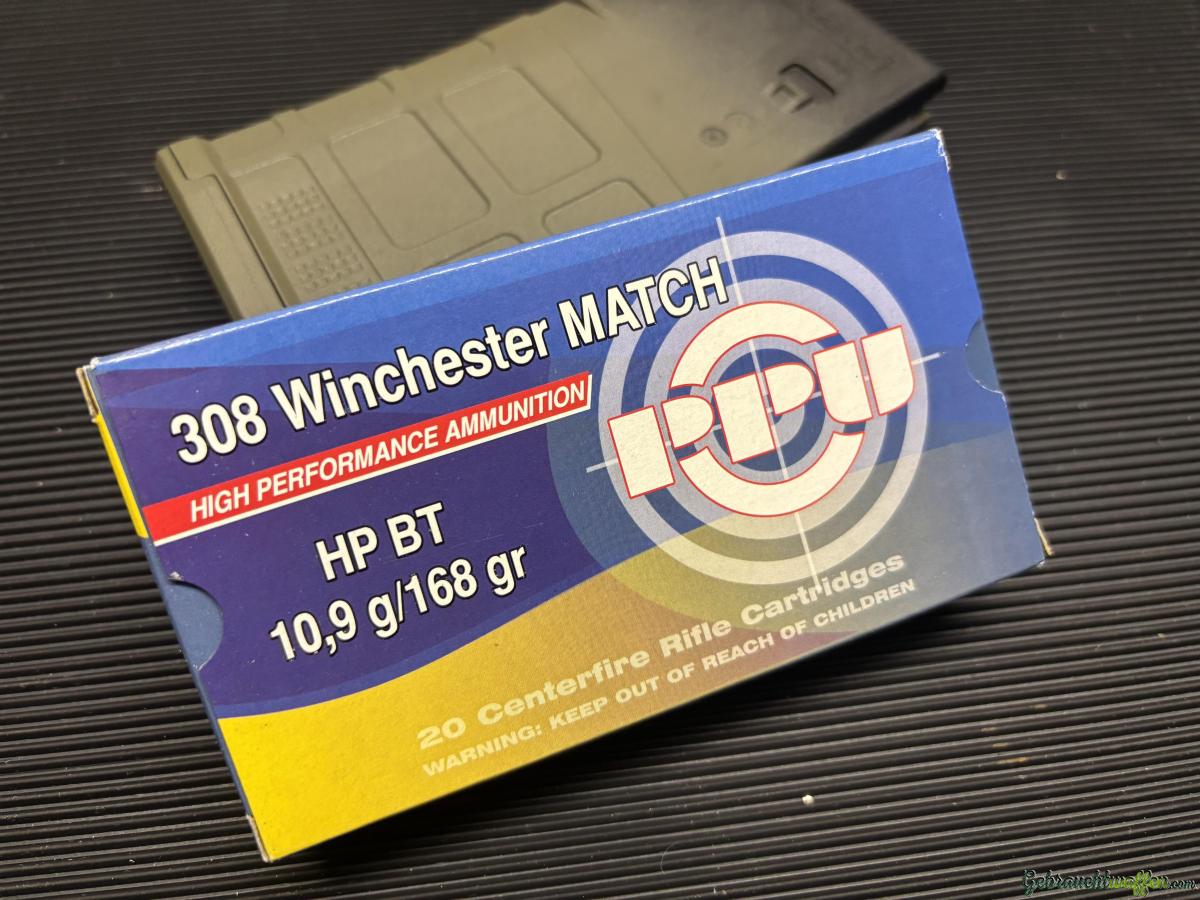 308 Winchester MATCH
HIGH PERFORMANCE AMMUNITION
HP BT
10,9 g/168 gr
PPU
20 Centerfire Rifle Cartridges
WARNING: KEEP OUT OF REACH OF CHILDREN
Gebrauchtwaffen.com